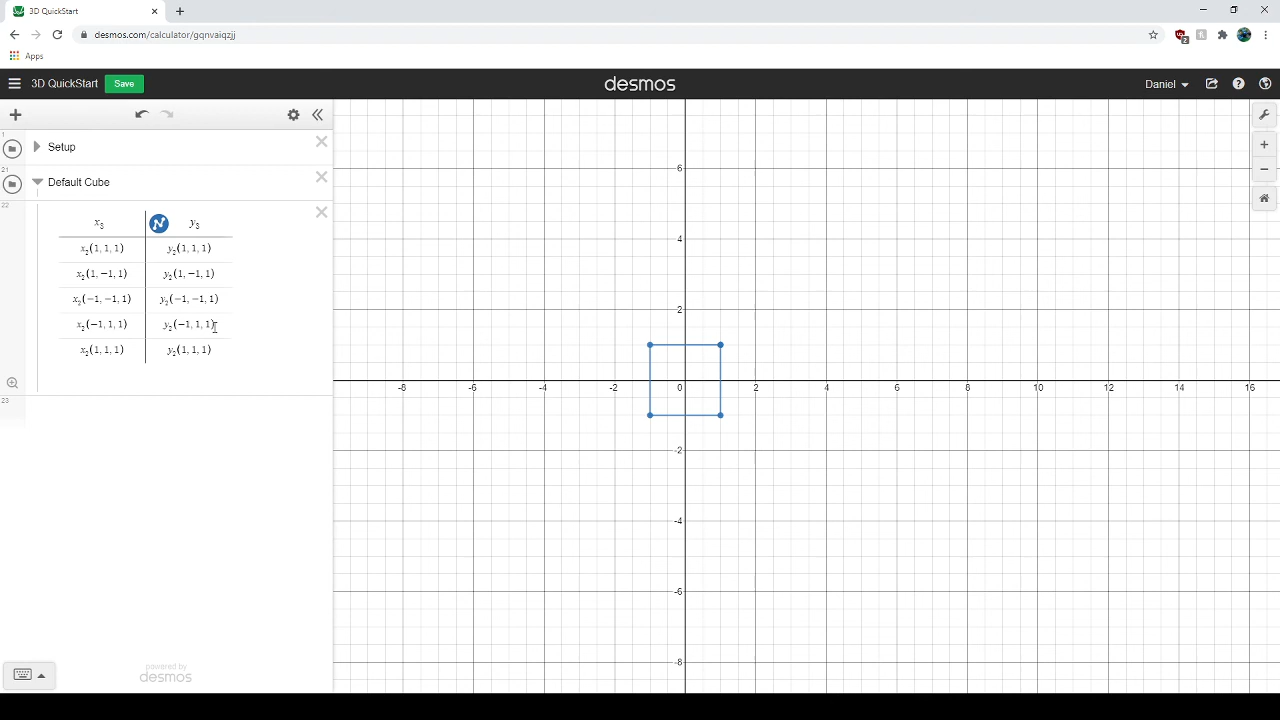 3D QuickStart
desmos.com/calculator/gqnvaiqzjj
Apps
3D QuickStart Save desmos Daniel
1
Setup
21
Default Cube
22
x₃ y₃
x₂(1, 1, 1) y₂(1, 1, 1)
x₂(1, −1, 1) y₂(1, −1, 1)
x₂(−1, −1, 1) y₂(−1, −1, 1)
x₂(−1, 1, 1) y₂(−1, 1, 1)
x₂(1, 1, 1) y₂(1, 1, 1)
23
powered by
desmos
6
4
2
-8 -6 -4 -2 0 2 4 6 8 10 12 14 16
-2
-4
-6
-8